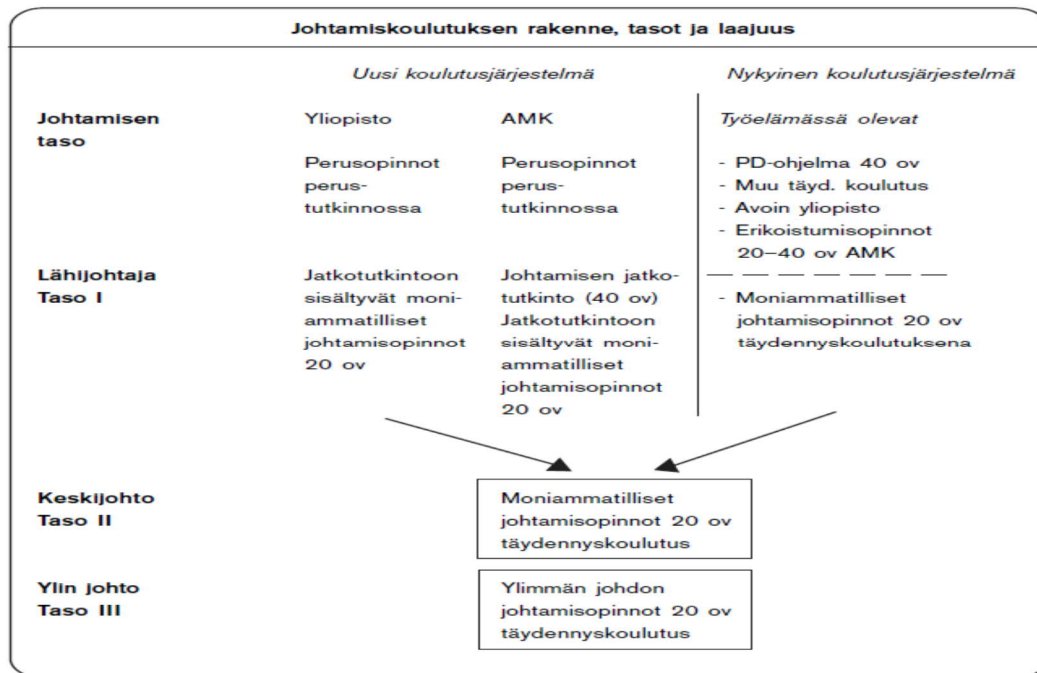 Johtamiskoulutuksen rakenne, tasot ja laajuus
Uusi koulutusjärjestelmä
Nykyinen koulutusjärjestelmä
Johtamisen
taso
Yliopisto
Perusopinnot
perus-
tutkinnossa
AMK
Perusopinnot
perus-
tutkinnossa
Työelämässä olevat
- PD-ohjelma 40 ov
- Muu täyd. koulutus
- Avoin yliopisto
- Erikoistumisopinnot
20–40 ov AMK
Lähijohtaja
Taso I
Jatkotutkintoon
sisältyvät moni-
ammatilliset
johtamisopinnot
20 ov
Johtamisen jatko-
tutkinto (40 ov)
Jatkotutkintoon
sisältyvät moni-
ammatilliset
johtamisopinnot
20 ov
- Moniammatilliset
johtamisopinnot 20 ov
täydennyskoulutuksena
Keskijohto
Taso II
Moniammatilliset
johtamisopinnot 20 ov
täydennyskoulutus
Ylin johto
Taso III
Ylimmän johdon
johtamisopinnot 20 ov
täydennyskoulutus